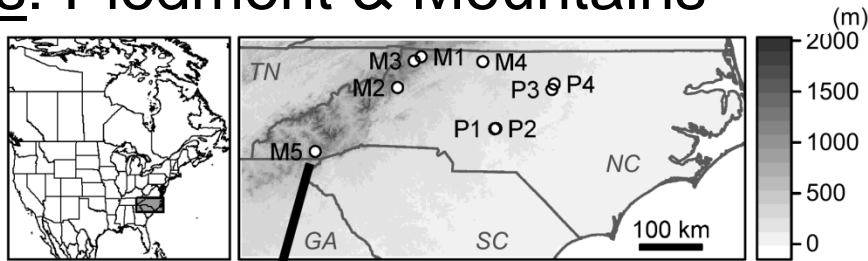 s: Piedmont & Mountains
(m)
2000
1500
1000
500
0
TN
M3
M1
M4
M2
P3
P4
P1
P2
M5
NC
GA
SC
100 km